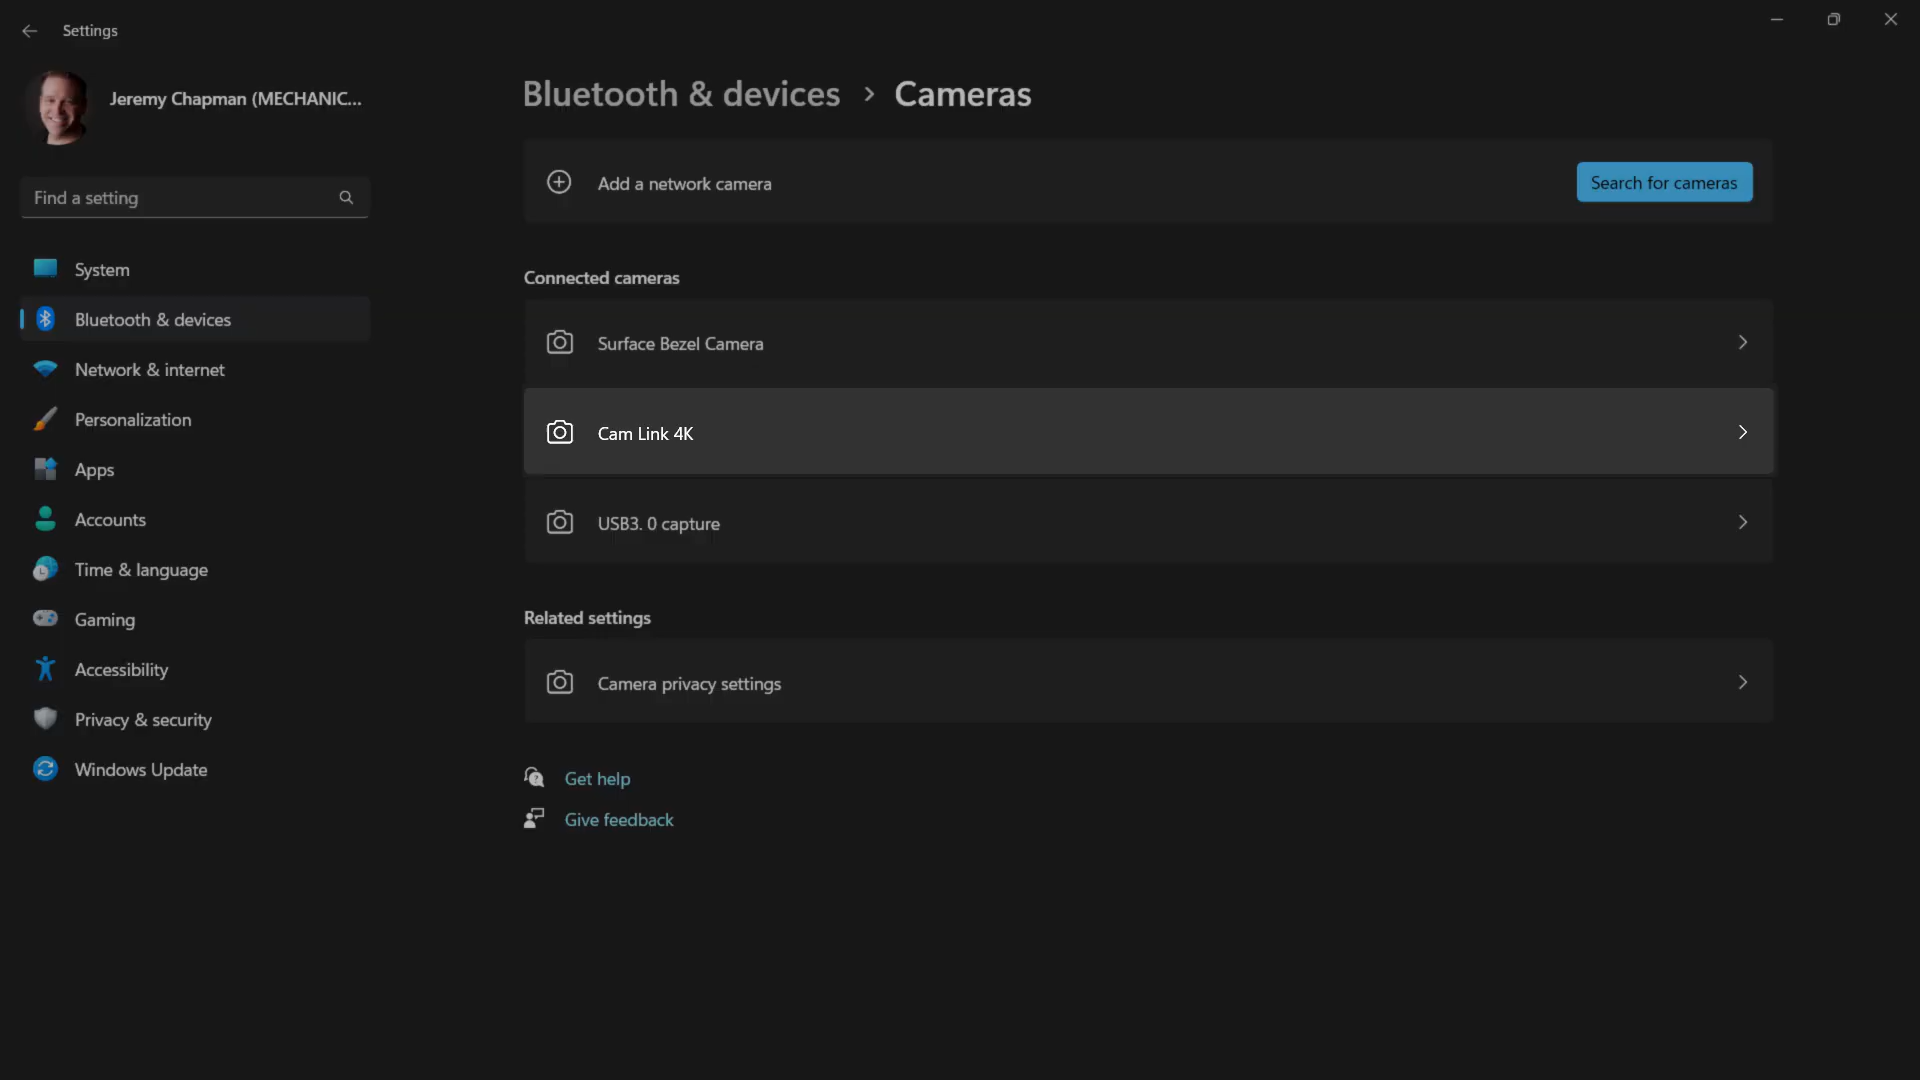 Settings
Jeremy Chapman (MECHANIC...
Find a setting
System
Bluetooth & devices
Network & internet
Personalization
Apps
Accounts
Time & language
Gaming
Accessibility
Privacy & security
Windows Update
Bluetooth & devices > Cameras
Add a network camera
Search for cameras
Connected cameras
Surface Bezel Camera
Cam Link 4K
USB3. 0 capture
Related settings
Camera privacy settings
Get help
Give feedback